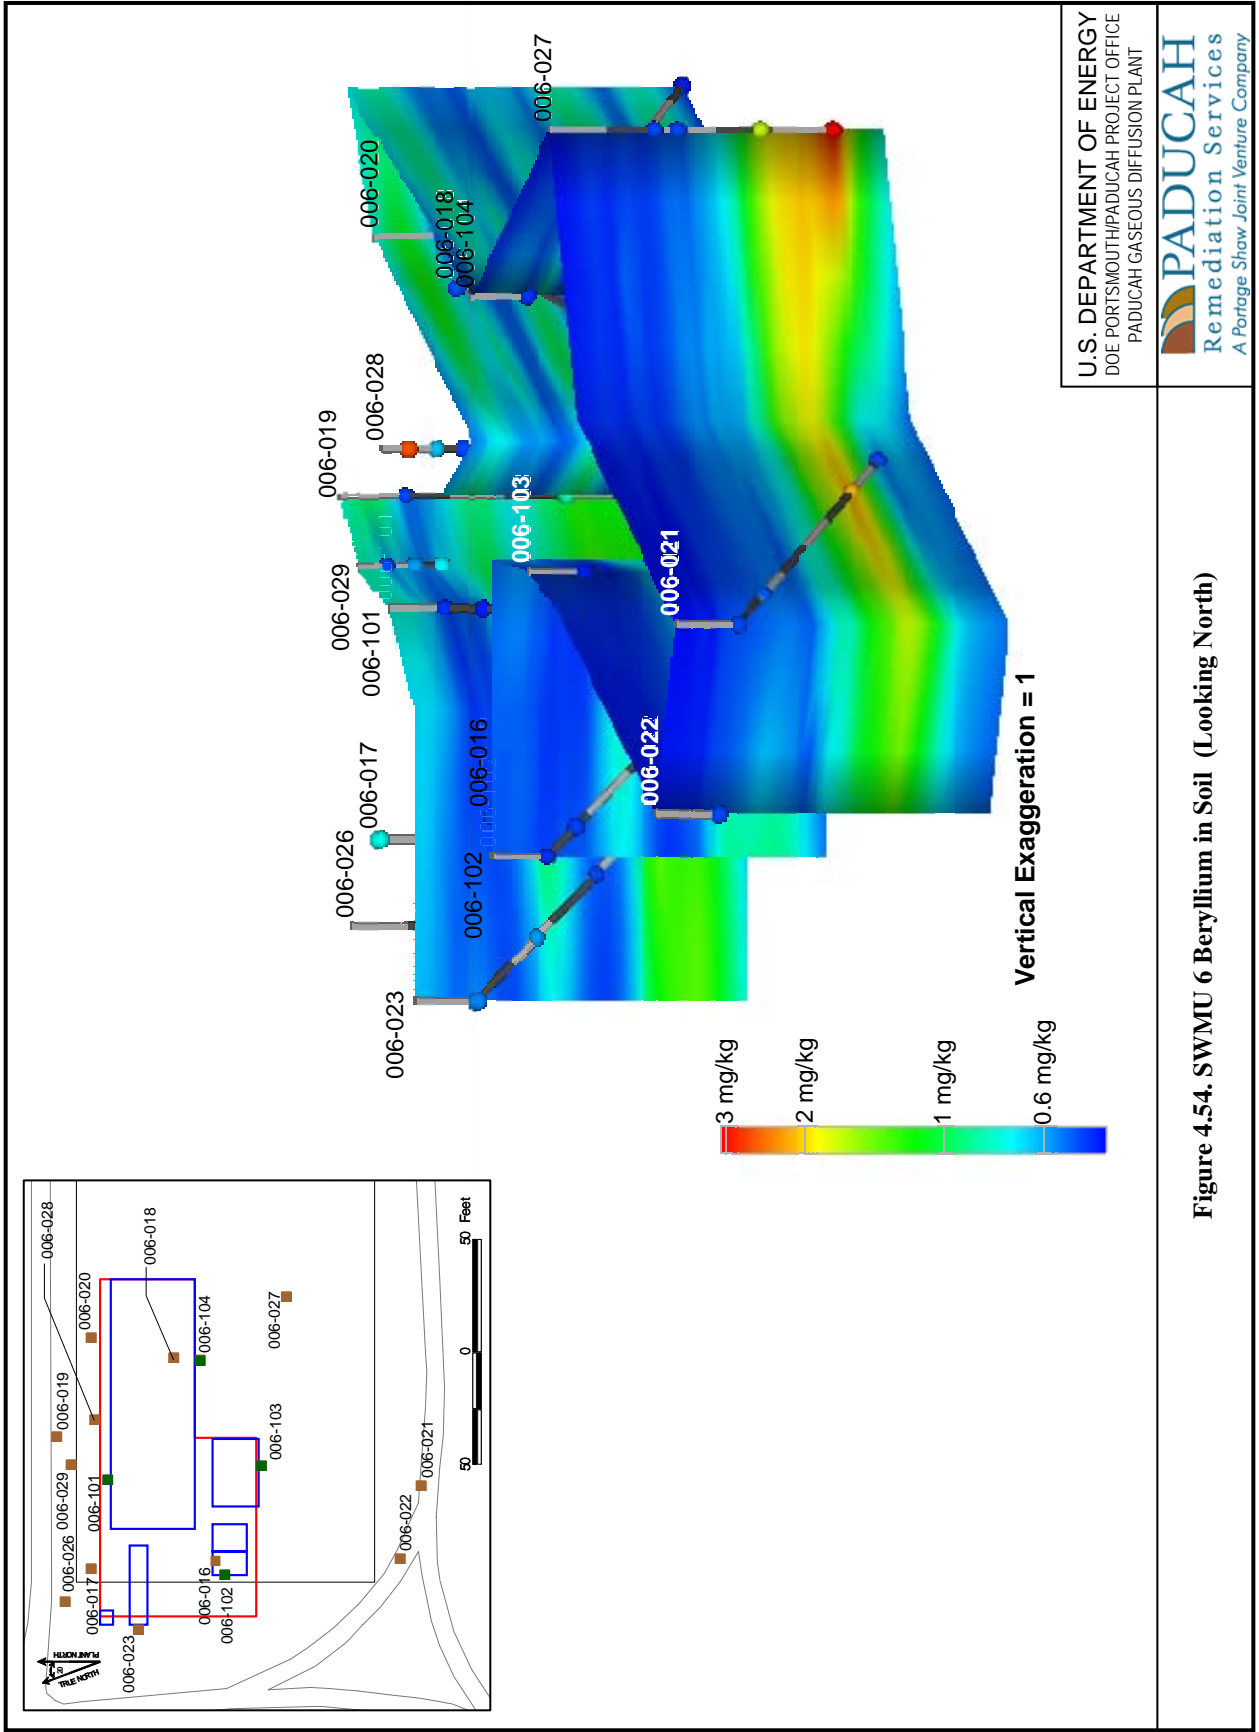 TRUE NORTH
PLANT NORTH
006-023
006-026
006-017
006-029
006-101
006-019
006-028
006-020
006-018
006-104
006-016
006-102
006-103
006-027
006-022
006-021
50
0
50 Feet
006-023
006-026
006-017
006-102
006-016
006-101
006-029
006-019
006-028
006-103
006-020
006-018
006-104
006-027
006-022
006-021
3 mg/kg
2 mg/kg
1 mg/kg
0.6 mg/kg
Vertical Exaggeration = 1
U.S. DEPARTMENT OF ENERGY
DOE PORTSMOUTH/PADUCAH PROJECT OFFICE
PADUCAH GASEOUS DIFFUSION PLANT
Figure 4.54. SWMU 6 Beryllium in Soil (Looking North)
PADUCAH
Remediation Services
A Portage Shaw Joint Venture Company